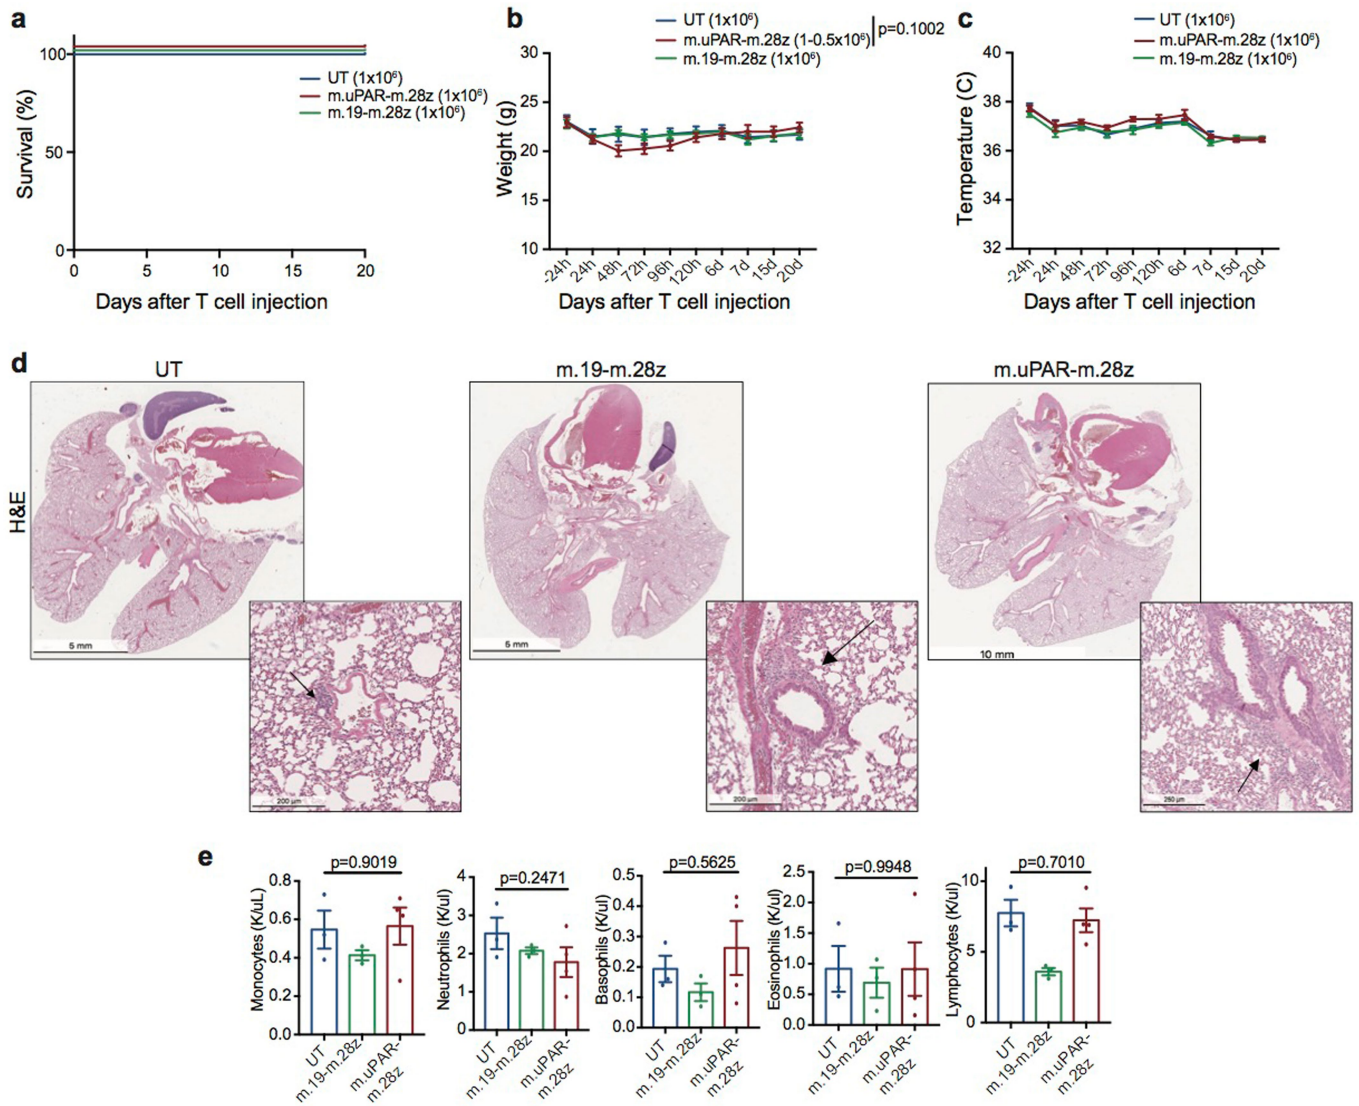 a
Survival (%)
100
50
0
0 5 10 15 20
Days after T cell injection
UT (1x10⁶)
m.uPAR-m.28z (1x10⁶)
m.19-m.28z (1x10⁶)
b
UT (1x10⁶)
m.uPAR-m.28z (1-0.5x10⁶)
m.19-m.28z (1x10⁶)
p=0.1002
Weight (g)
30
25
20
15
10
-24h 24h 48h 72h 96h 120h 6d 7d 15d 20d
Days after T cell injection
c
UT (1x10⁶)
m.uPAR-m.28z (1x10⁶)
m.19-m.28z (1x10⁶)
Temperature (C)
40
38
36
34
32
-24h 24h 48h 72h 96h 120h 6d 7d 15d 20d
Days after T cell injection
d
UT
m.19-m.28z
m.uPAR-m.28z
H&E
5 mm
5 mm
10 mm
200 µm
200 µm
250 µm
e
p=0.9019
Monocytes (K/uL)
0.8
0.6
0.4
0.2
0.0
UT
m.19-m.28z
m.uPAR-
m.28z
p=0.2471
Neutrophils (K/ul)
4
3
2
1
0
UT
m.19-m.28z
m.uPAR-
m.28z
p=0.5625
Basophils (K/ul)
0.5
0.4
0.3
0.2
0.1
0.0
UT
m.19-m.28z
m.uPAR-
m.28z
p=0.9948
Eosinophils (K/ul)
2.5
2.0
1.5
1.0
0.5
0.0
UT
m.19-m.28z
m.uPAR-
m.28z
p=0.7010
Lymphocytes (K/ul)
10
5
0
UT
m.19-m.28z
m.uPAR-
m.28z